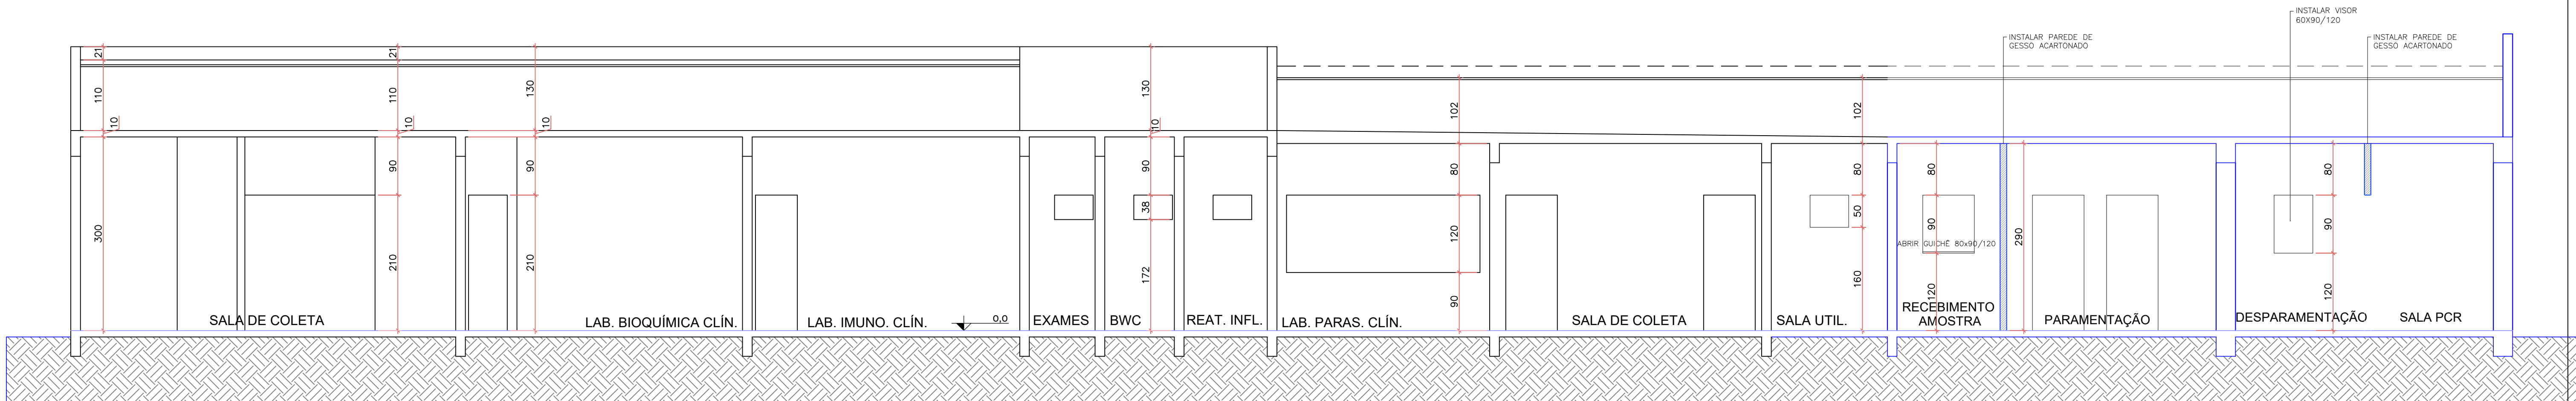 INSTALAR VISOR
60X90/120
INSTALAR PAREDE DE
GESSO ACARTONADO
INSTALAR PAREDE DE
GESSO ACARTONADO
21
21
130
130
110
110
102
102
10
10
10
10
90
90
90
80
80
80
80
300
210
210
38
172
120
90
50
160
90
120
290
90
120
ABRIR GUICHÊ 80x90/120
0,0
SALA DE COLETA
LAB. BIOQUÍMICA CLÍN.
LAB. IMUNO. CLÍN.
EXAMES
BWC
REAT. INFL.
LAB. PARAS. CLÍN.
SALA DE COLETA
SALA UTIL.
RECEBIMENTO
AMOSTRA
PARAMENTAÇÃO
DESPARAMENTAÇÃO
SALA PCR